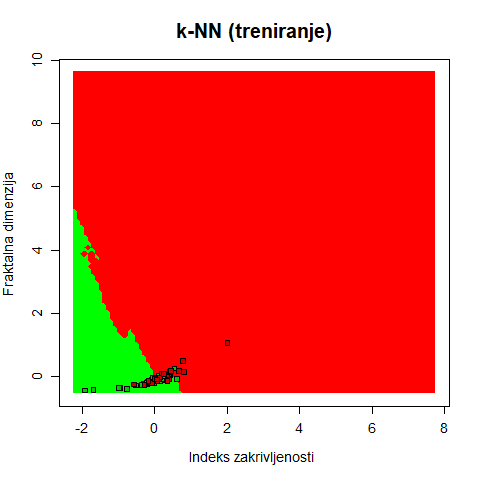 k-NN (treniranje)
10
8
6
4
2
0
Fraktalna dimenzija
-2 0 2 4 6 8
Indeks zakrivljenosti